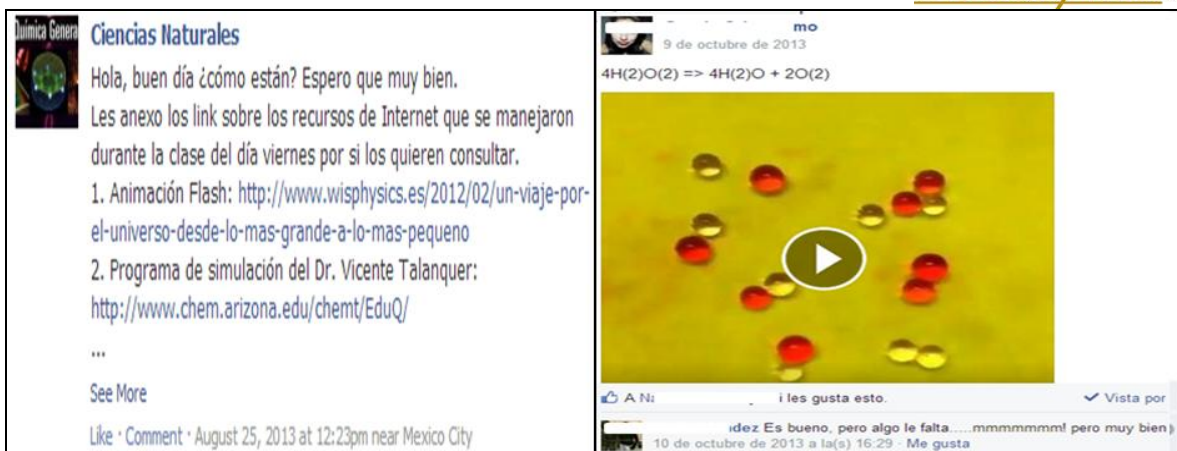 Química Genera
Ciencias Naturales
Hola, buen día ¿cómo están? Espero que muy bien.
Les anexo los link sobre los recursos de Internet que se manejaron
durante la clase del día viernes por si los quieren consultar.
1. Animación Flash: http://www.wisphysics.es/2012/02/un-viaje-por-
el-universo-desde-lo-mas-grande-a-lo-mas-pequeno
2. Programa de simulación del Dr. Vicente Talanquer:
http://www.chem.arizona.edu/chemt/EduQ/
...
See More
Like · Comment · August 25, 2013 at 12:23pm near Mexico City
mo
9 de octubre de 2013
4H(2)O(2) => 4H(2)O + 2O(2)
A Na i les gusta esto. Vista por
dez Es bueno, pero algo le falta.....mmmmmmm! pero muy bien
10 de octubre de 2013 a la(s) 16:29 · Me gusta